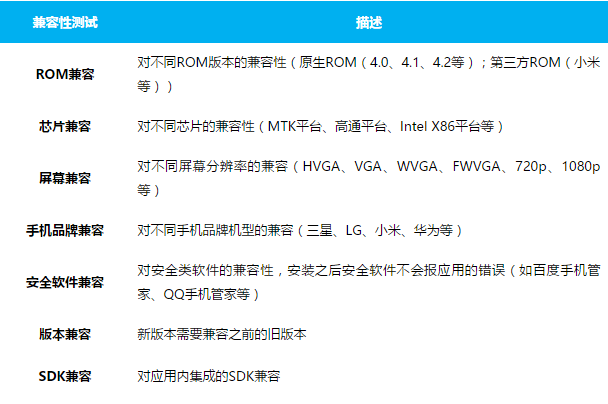 兼容性测试 描述
ROM兼容 对不同ROM版本的兼容性（原生ROM（4.0、4.1、4.2等）；第三方ROM（小米
等））
芯片兼容 对不同芯片的兼容性（MTK平台、高通平台、Intel X86平台等）
屏幕兼容 对不同屏幕分辨率的兼容（HVGA、VGA、WVGA、FWVGA、720p、1080p
等）
手机品牌兼容 对不同手机品牌机型的兼容（三星、LG、小米、华为等）
安全软件兼容 对安全类软件的兼容性，安装之后安全软件不会报应用的错误（如百度手机管
家、QQ手机管家等）
版本兼容 新版本需要兼容之前的旧版本
SDK兼容 对应用内集成的SDK兼容